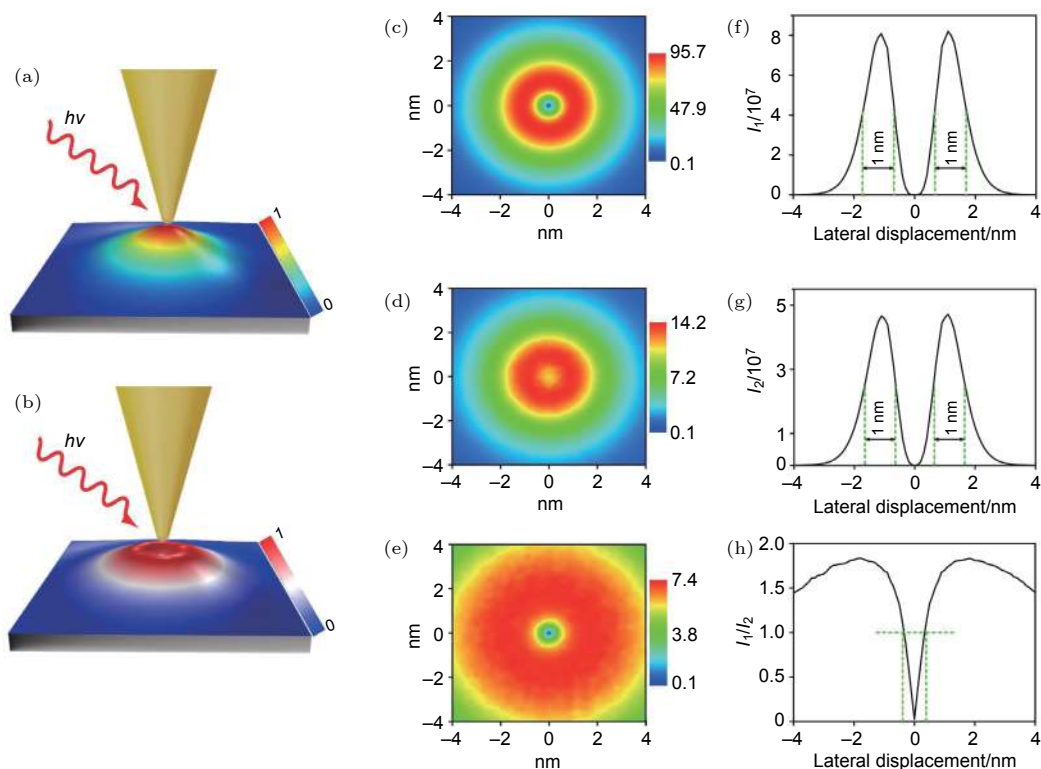 (a)
hν
1
0
(b)
hν
1
0
(c)
4
2
0
−2
−4
nm
−4 −2 0 2 4
nm
95.7
47.9
0.1
(d)
4
2
0
−2
−4
nm
−4 −2 0 2 4
nm
14.2
7.2
0.1
(e)
4
2
0
−2
−4
nm
−4 −2 0 2 4
nm
7.4
3.8
0.1
(f)
8
6
4
2
0
I1/10^7
1 nm 1 nm
−4 −2 0 2 4
Lateral displacement/nm
(g)
5
3
1
0
I2/10^7
1 nm 1 nm
−4 −2 0 2 4
Lateral displacement/nm
(h)
2.0
1.5
1.0
0.5
0
I1/I2
−4 −2 0 2 4
Lateral displacement/nm